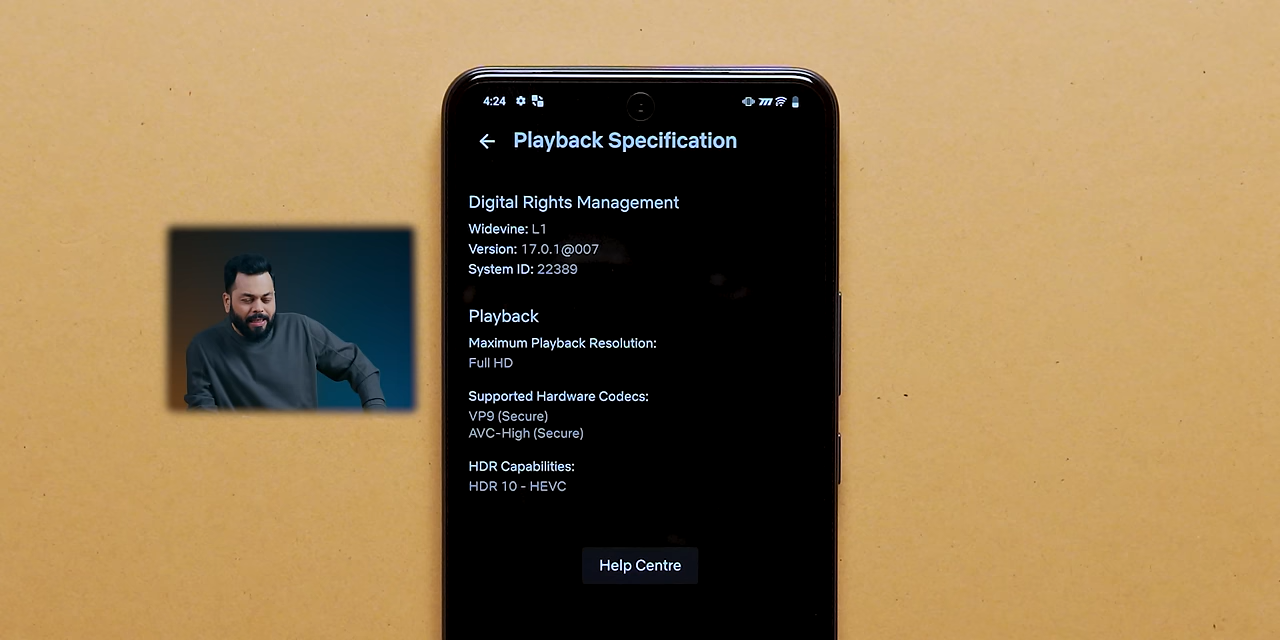 4:24
Playback Specification
Digital Rights Management
Widevine: L1
Version: 17.0.1@007
System ID: 22389
Playback
Maximum Playback Resolution:
Full HD
Supported Hardware Codecs:
VP9 (Secure)
AVC-High (Secure)
HDR Capabilities:
HDR 10 - HEVC
Help Centre